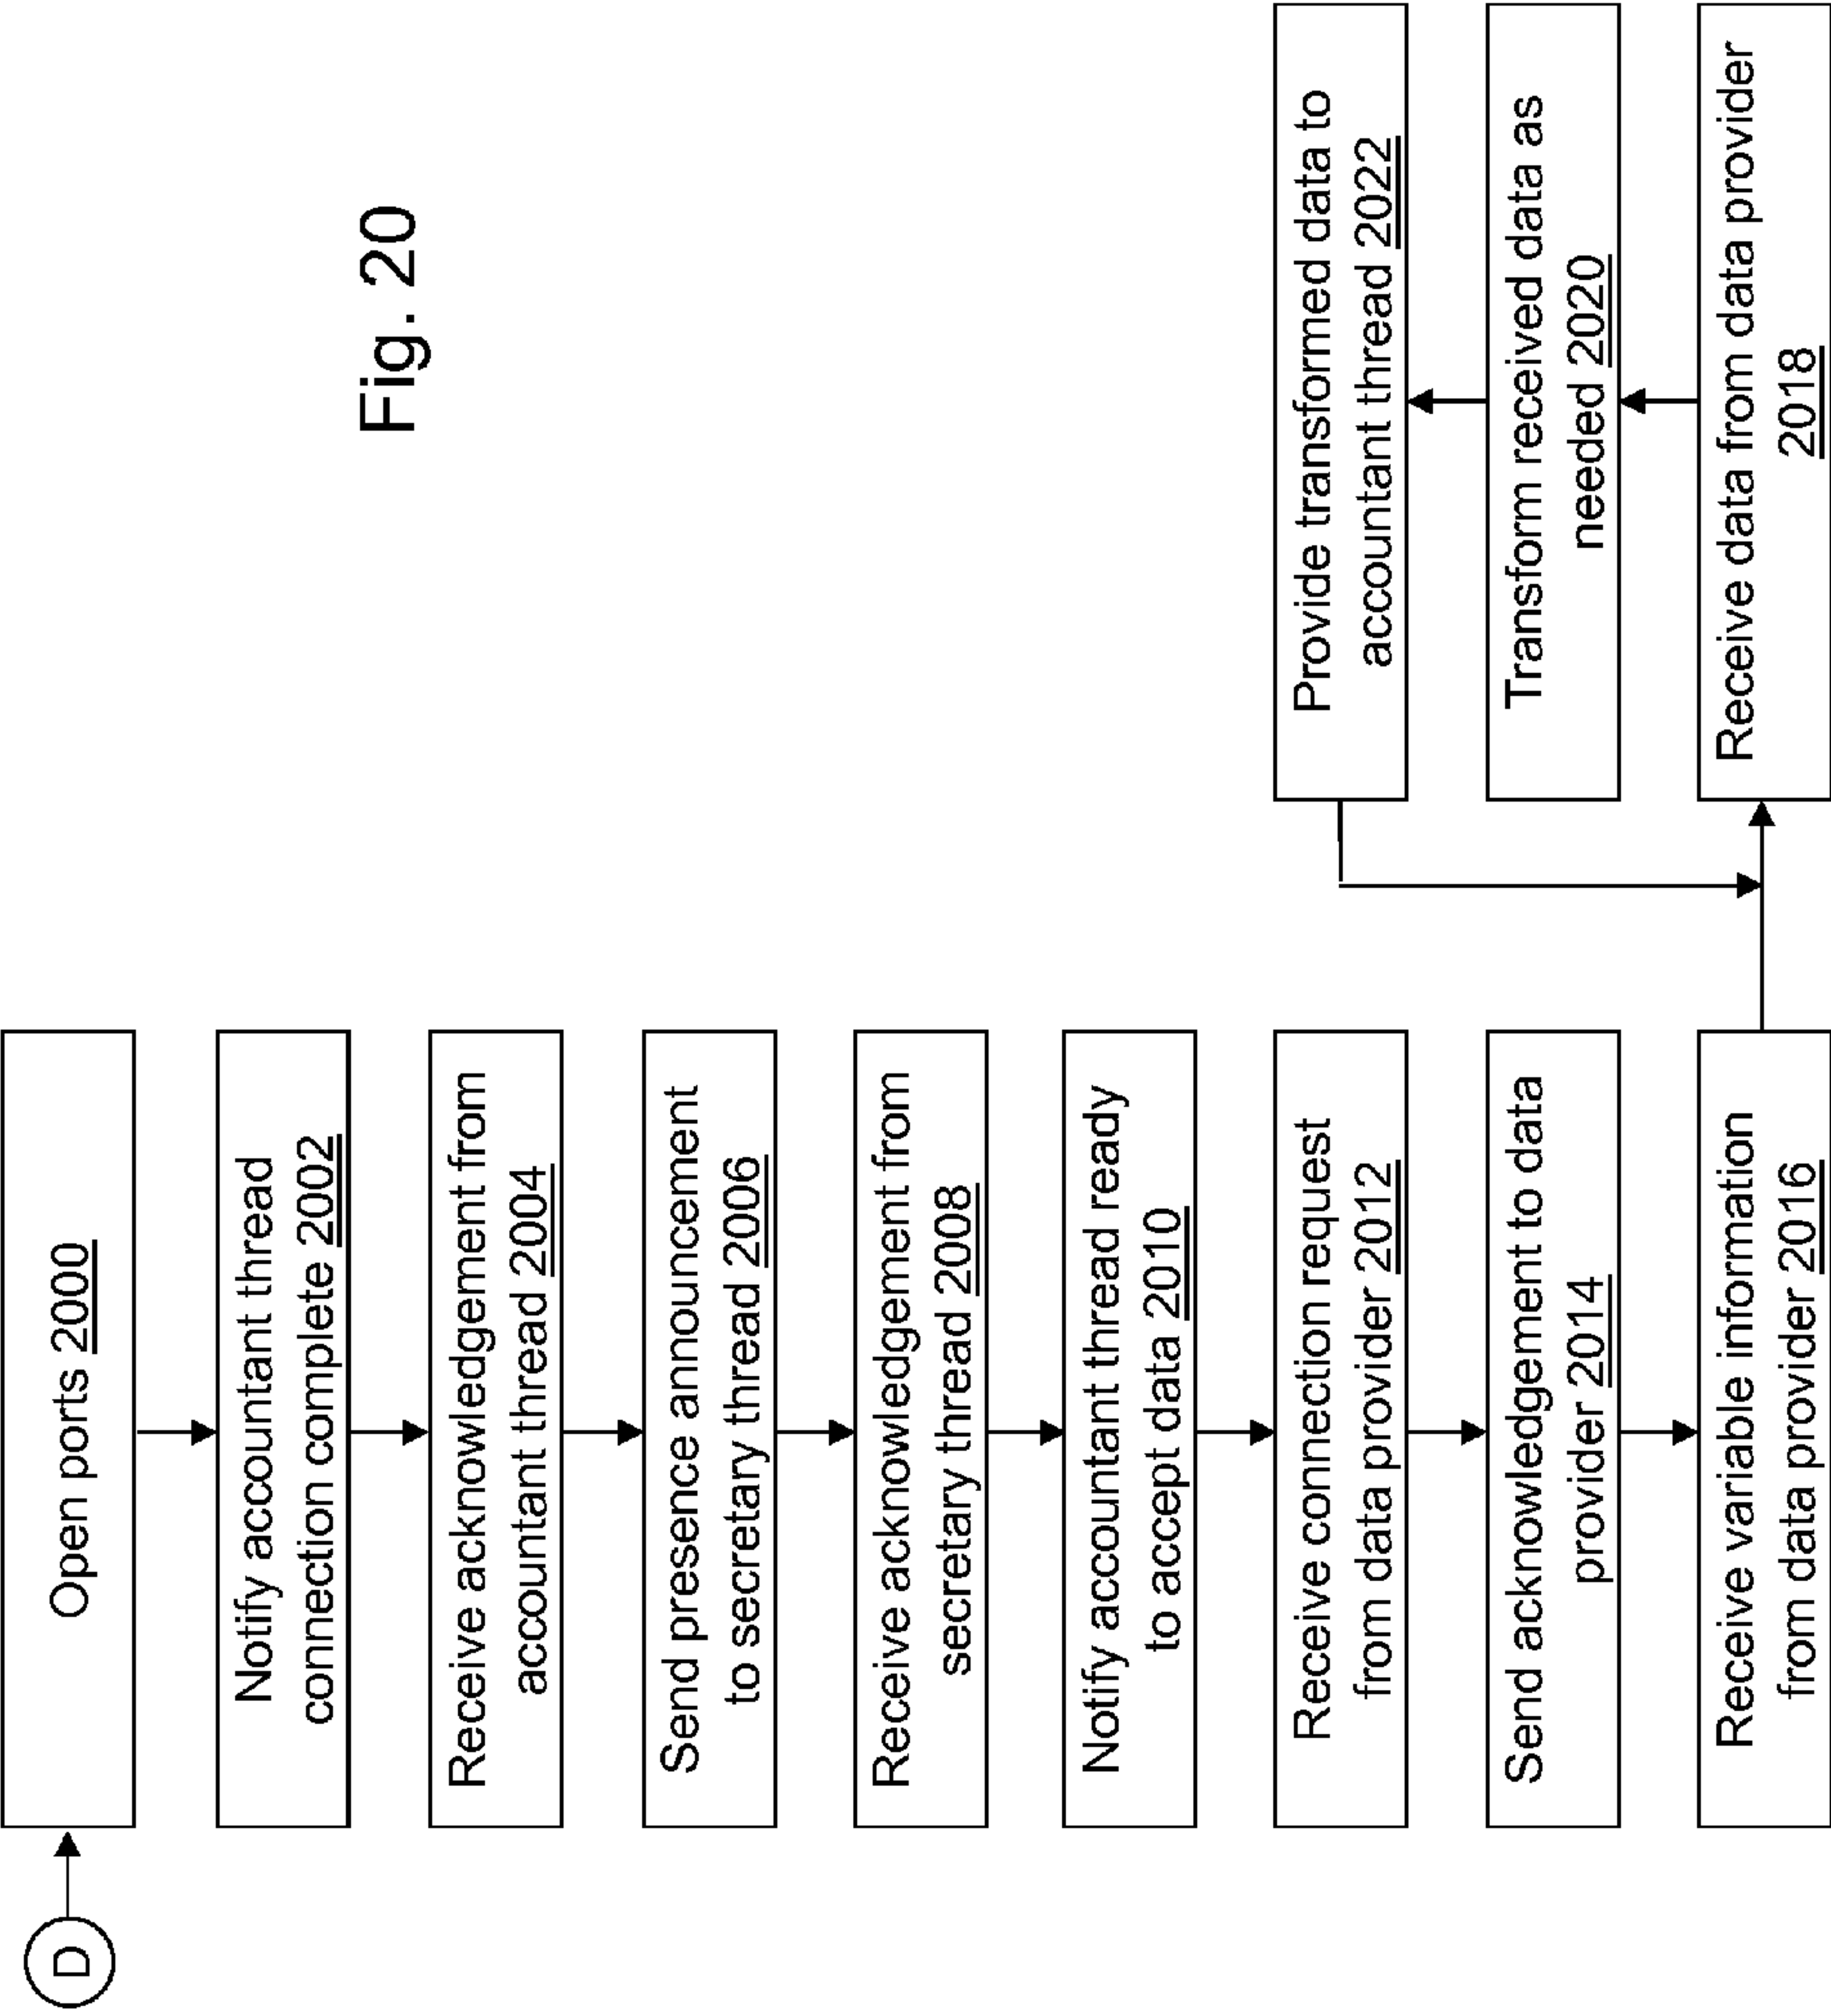 D
Open ports 2000
Notify accountant thread
connection complete 2002
Receive acknowledgement from
accountant thread 2004
Send presence announcement
to secretary thread 2006
Receive acknowledgement from
secretary thread 2008
Notify accountant thread ready
to accept data 2010
Receive connection request
from data provider 2012
Send acknowledgement to data
provider 2014
Receive variable information
from data provider 2016
Receive data from data provider
2018
Transform received data as
needed 2020
Provide transformed data to
accountant thread 2022
Fig. 20